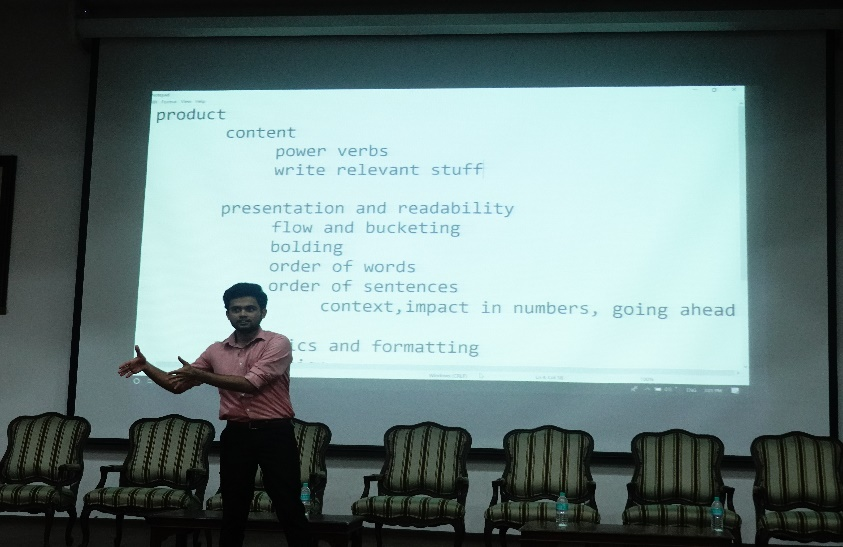 product
content
power verbs
write relevant stuff
presentation and readability
flow and bucketing
bolding
order of words
order of sentences
context,impact in numbers, going ahead
ics and formatting